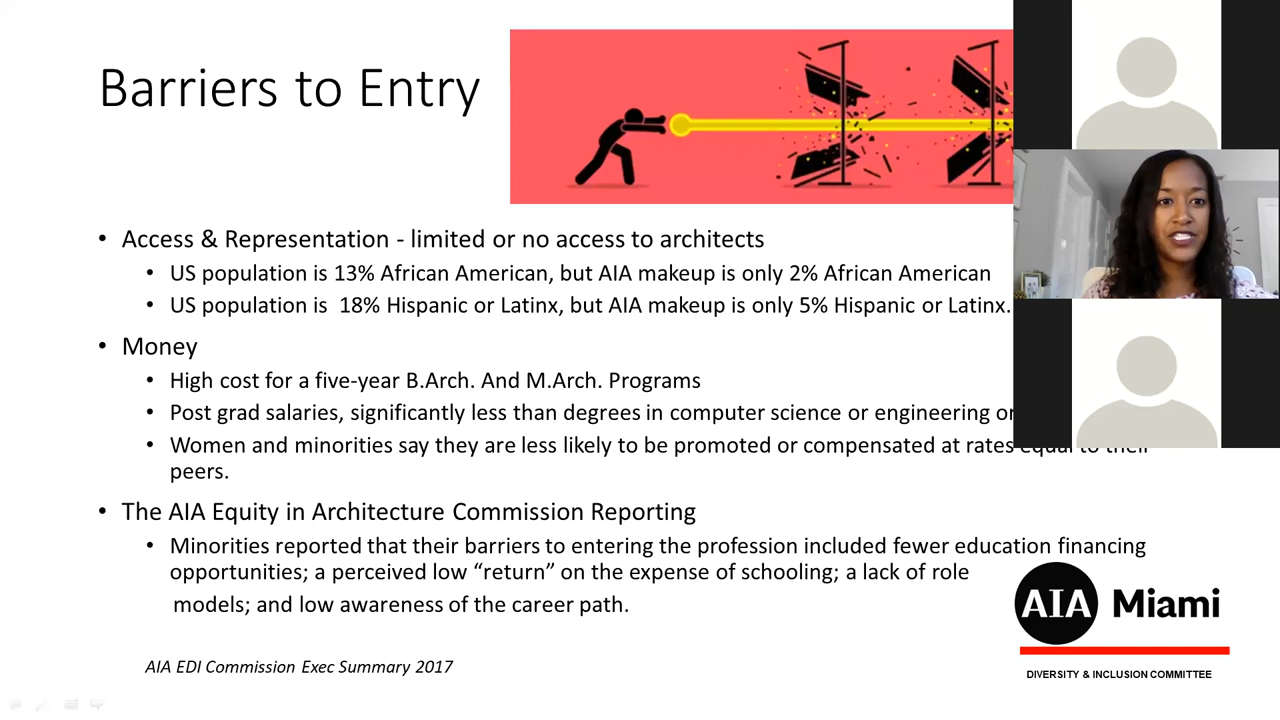 Barriers to Entry
• Access & Representation - limited or no access to architects
• US population is 13% African American, but AIA makeup is only 2% African American
• US population is 18% Hispanic or Latinx, but AIA makeup is only 5% Hispanic or Latinx.
• Money
• High cost for a five-year B.Arch. And M.Arch. Programs
• Post grad salaries, significantly less than degrees in computer science or engineering or
• Women and minorities say they are less likely to be promoted or compensated at rates equal to their
peers.
• The AIA Equity in Architecture Commission Reporting
• Minorities reported that their barriers to entering the profession included fewer education financing
opportunities; a perceived low “return” on the expense of schooling; a lack of role
models; and low awareness of the career path.
AIA Miami
AIA EDI Commission Exec Summary 2017
DIVERSITY & INCLUSION COMMITTEE